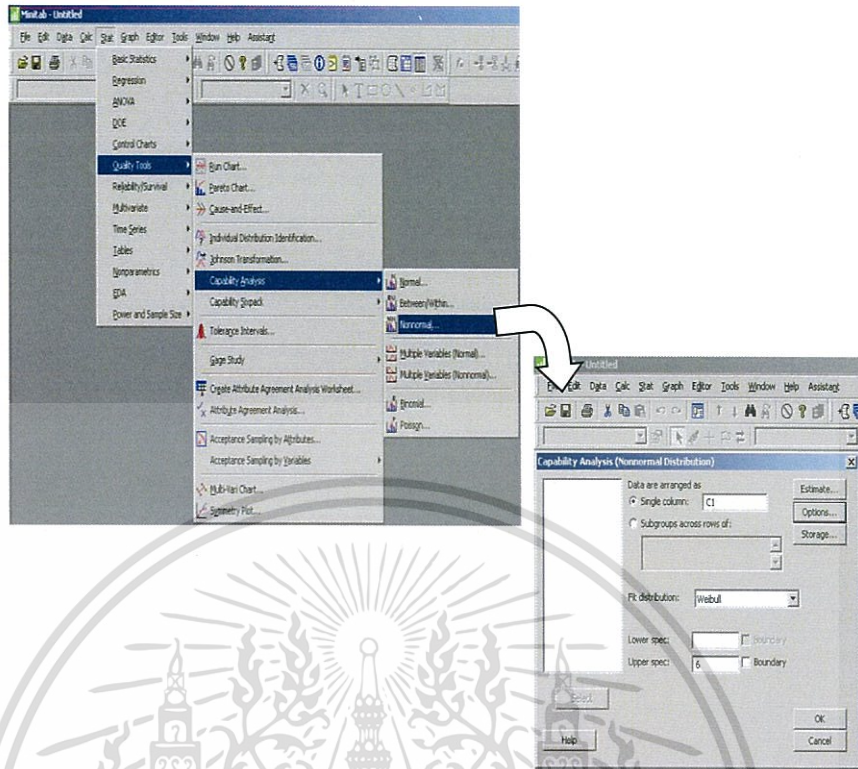 Minitab - Untitled
File Edit Data Calc Stat Graph Editor Tools Window Help Assistant
Basic Statistics
Regression
ANOVA
DOE
Control Charts
Quality Tools
Reliability/Survival
Multivariate
Time Series
Tables
Nonparametrics
EDA
Power and Sample Size
Run Chart...
Pareto Chart...
Cause-and-Effect...
Individual Distribution Identification...
Johnson Transformation...
Capability Analysis
Capability Sixpack
Tolerance Intervals...
Gage Study
Create Attribute Agreement Analysis Worksheet...
Attribute Agreement Analysis...
Acceptance Sampling by Attributes...
Acceptance Sampling by Variables
Multi-Vari Chart...
Symmetry Plot...
Normal...
Between/Within...
Nonnormal...
Multiple Variables (Normal)...
Multiple Variables (Nonnormal)...
Binomial...
Poisson...
Untitled
Edit Data Calc Stat Graph Editor Tools Window Help Assistant
Capability Analysis (Nonnormal Distribution)
Data are arranged as
Single column: C1
Subgroups across rows of:
Estimate...
Options...
Storage...
Fit distribution: Weibull
Lower spec: Boundary
Upper spec: 6 Boundary
Select
Help
OK
Cancel